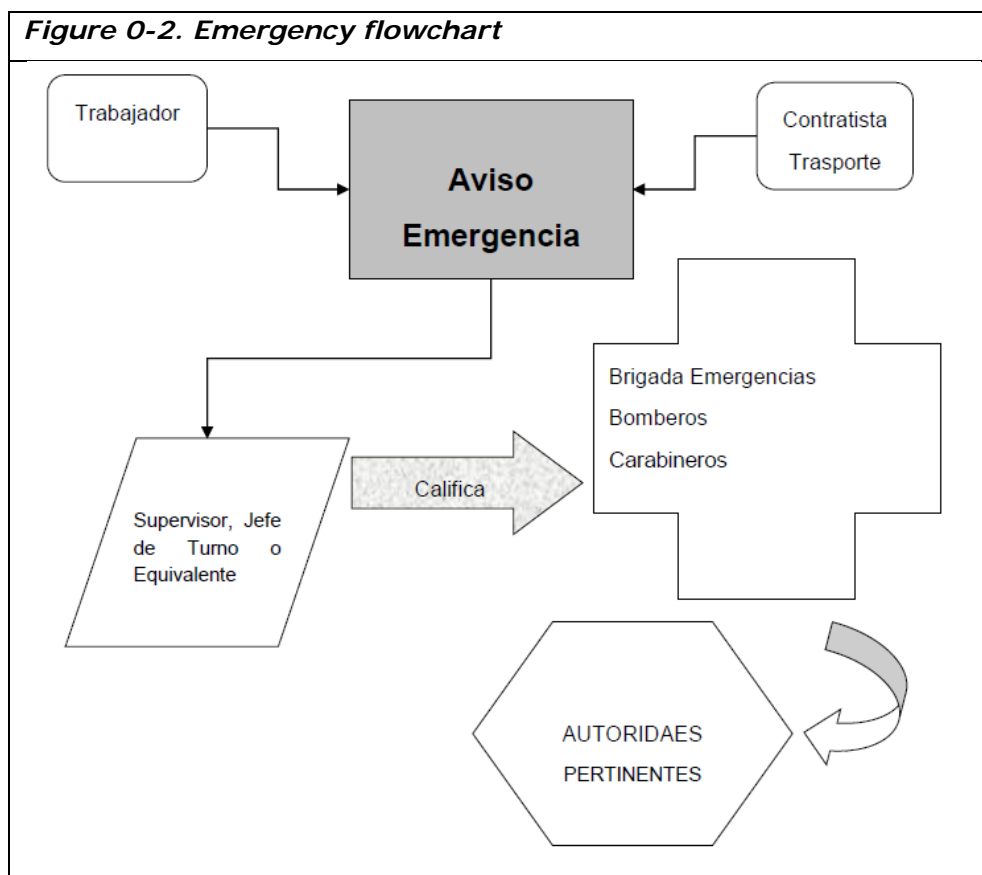 Figure 0-2. Emergency flowchart
Trabajador
Aviso
Emergencia
Contratista
Trasporte
Brigada Emergencias
Bomberos
Carabineros
Califica
Supervisor, Jefe
de Turno o
Equivalente
AUTORIDAES
PERTINENTES